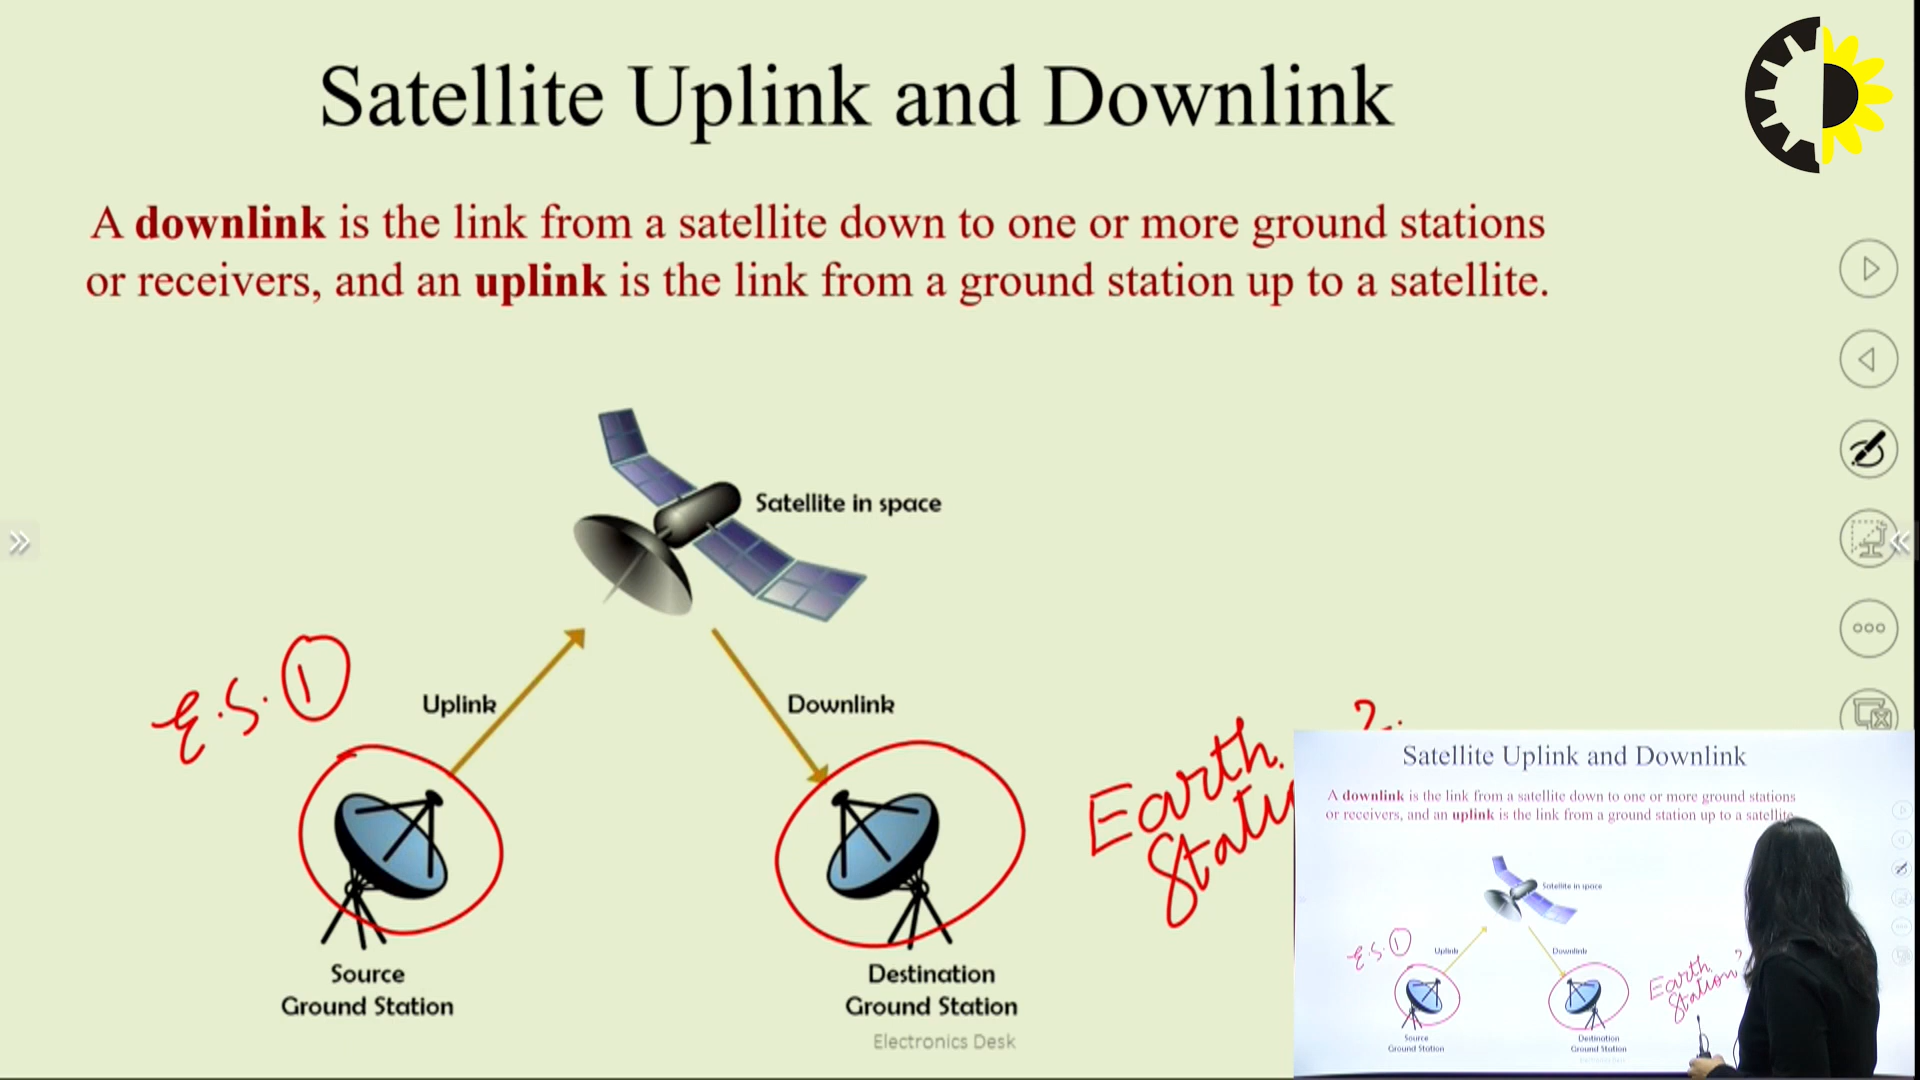 Satellite Uplink and Downlink
A downlink is the link from a satellite down to one or more ground stations
or receivers, and an uplink is the link from a ground station up to a satellite.
Satellite in space
E.S. 1
Uplink
Downlink
Earth
Statio
?
Source
Ground Station
Destination
Ground Station
Electronics Desk
Satellite Uplink and Downlink
A downlink is the link from a satellite down to one or more ground stations
or receivers, and an uplink is the link from a ground station up to a satellite
Satellite in space
E.S. 1
Uplink
Downlink
Earth
Station ?
Source
Ground Station
Destination
Ground Station